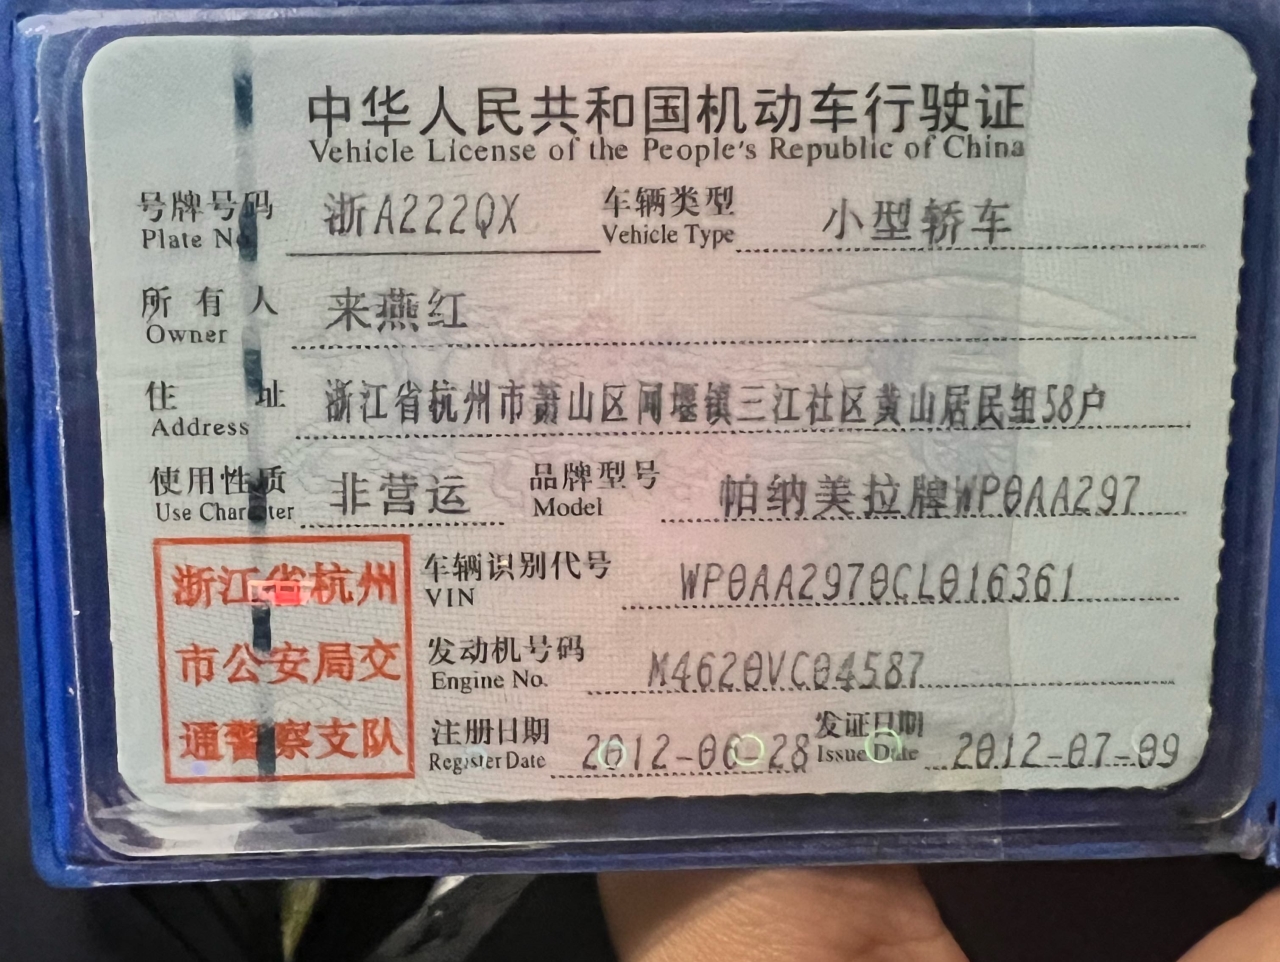 中华人民共和国机动车行驶证
Vehicle License of the People's Republic of China
号牌号码 浙A222QX 车辆类型 小型轿车
Plate No. Vehicle Type
所有人 来燕红
Owner
住址 浙江省杭州市萧山区闻堰镇三江社区黄山居民组58户
Address
使用性质 非营运 品牌型号 帕纳美拉牌WP0AA297
Use Character Model
浙江省杭州
市公安局交
通警察支队
车辆识别代号 WP0AA2970CL016361
VIN
发动机号码 M4620VC04587
Engine No.
注册日期 2012-06-28 发证日期 2012-07-09
Register Date Issue Date